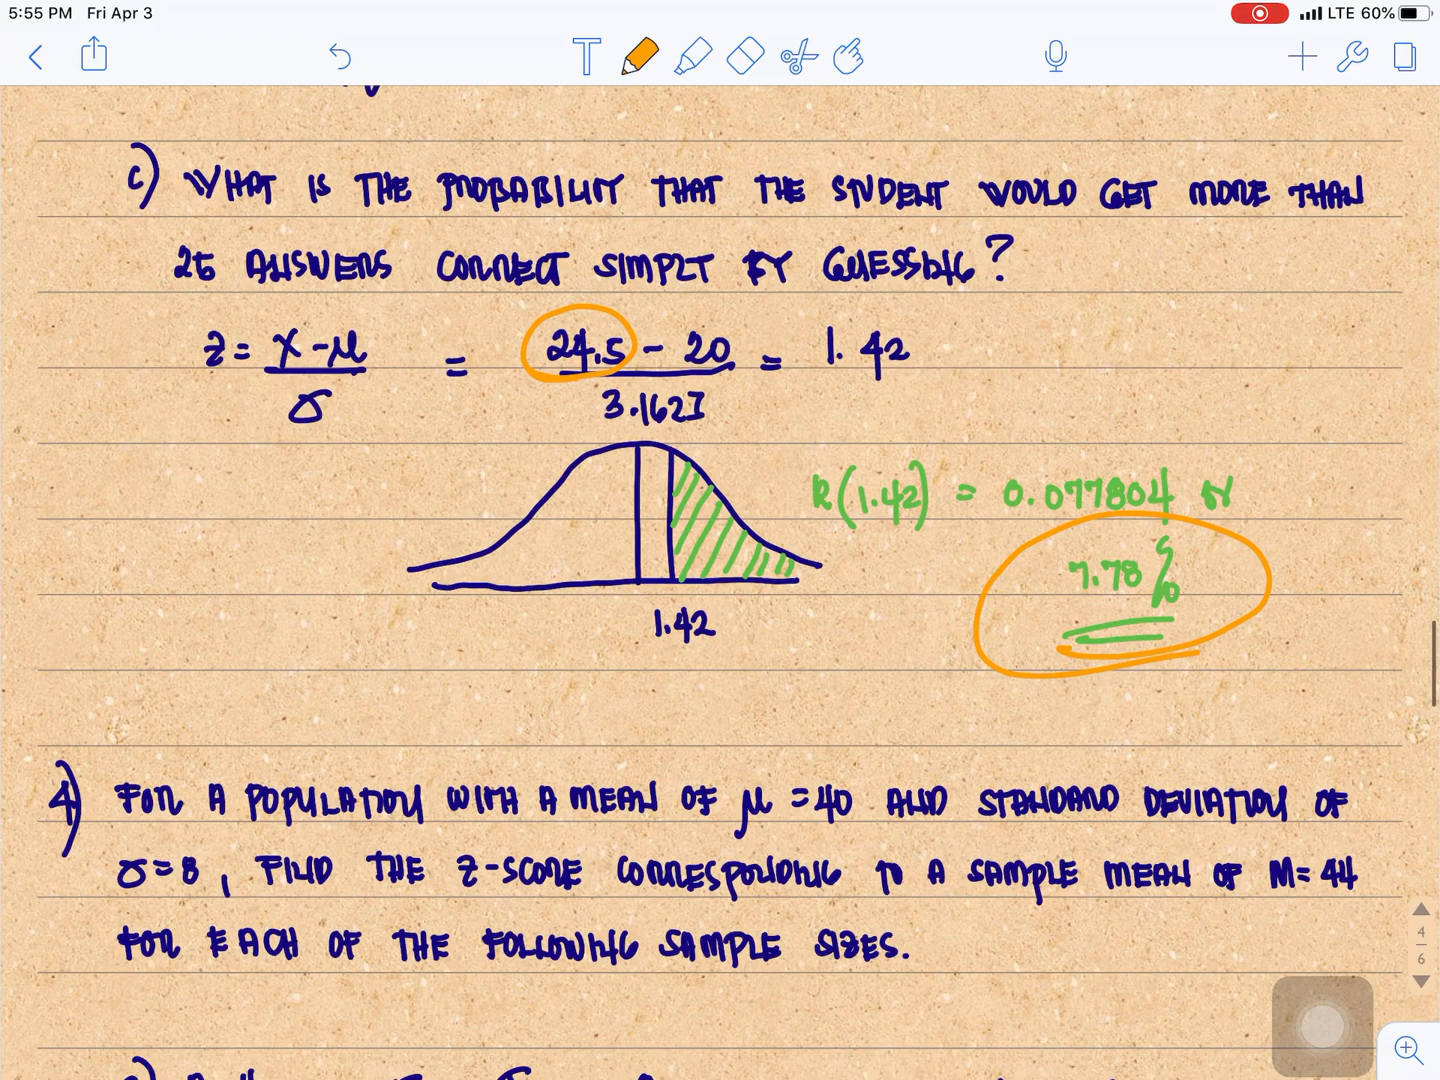 5:55 PM Fri Apr 3
LTE 60%
T
c) WHAT IS THE PROBABILITY THAT THE STUDENT WOULD GET MORE THAN
25 ANSWERS CORRECT SIMPLY BY GUESSING?
z = x - μ / σ = 24.5 - 20 / 3.1623 = 1.42
R(1.42) = 0.077804 or
7.78%
1.42
4) FOR A POPULATION WITH A MEAN OF μ = 40 AND STANDARD DEVIATION OF
σ = 8, FIND THE Z-SCORE CORRESPONDING TO A SAMPLE MEAN OF M = 44
FOR EACH OF THE FOLLOWING SAMPLE SIZES.
4
6